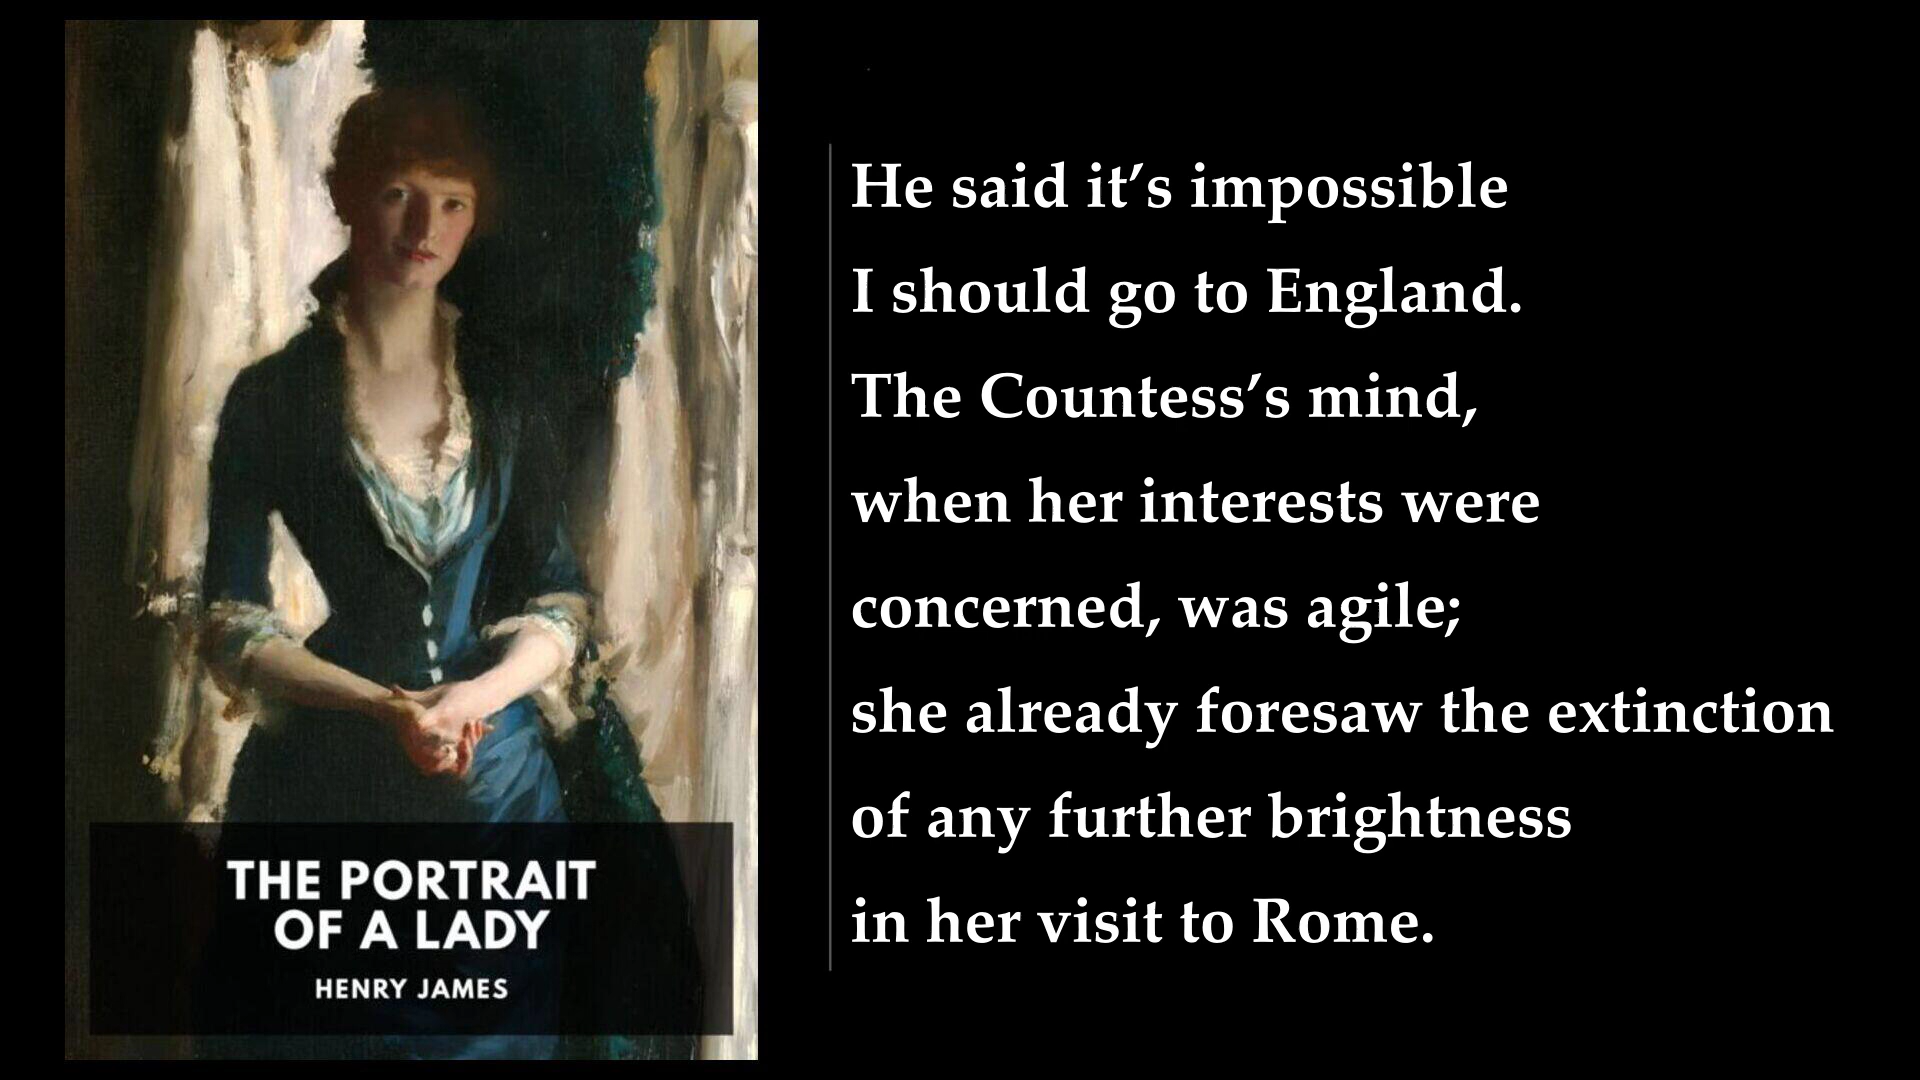 THE PORTRAIT
OF A LADY
HENRY JAMES
He said it’s impossible
I should go to England.
The Countess’s mind,
when her interests were
concerned, was agile;
she already foresaw the extinction
of any further brightness
in her visit to Rome.